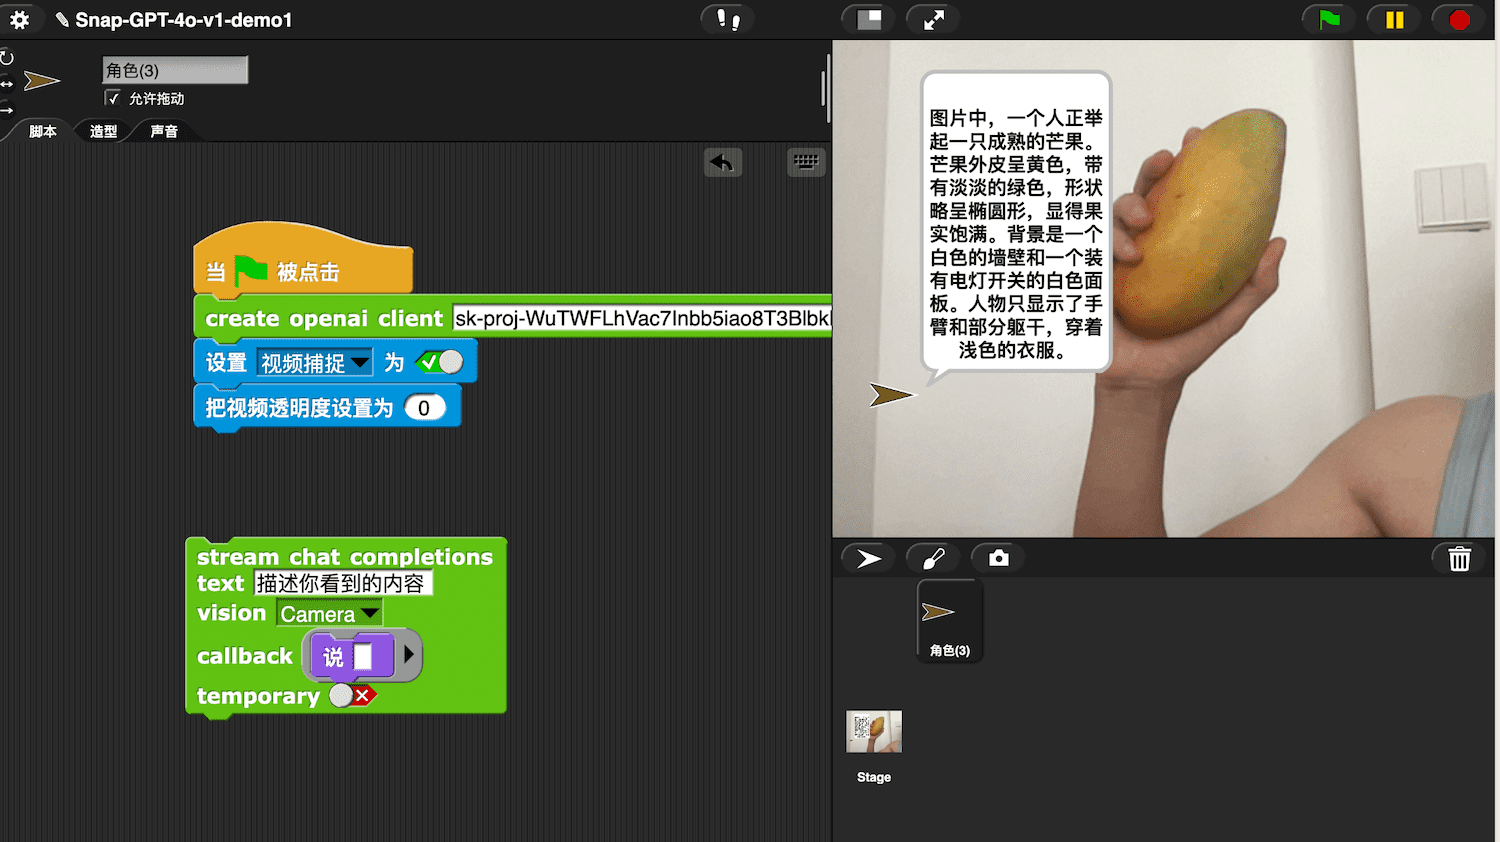 Snap-GPT-4o-v1-demo1
角色(3)
允许拖动
脚本 造型 声音
当 被点击
create openai client sk-proj-WuTWFLhVac7Inbb5iao8T3Blbk
设置 视频捕捉 为
把视频透明度设置为 0
stream chat completions
text 描述你看到的内容
vision Camera
callback 说
temporary
图片中，一个人正举
起一只成熟的芒果。
芒果外皮呈黄色，带
有淡淡的绿色，形状
略呈椭圆形，显得果
实饱满。背景是一个
白色的墙壁和一个装
有电灯开关的白色面
板。人物只显示了手
臂和部分躯干，穿着
浅色的衣服。
角色(3)
Stage